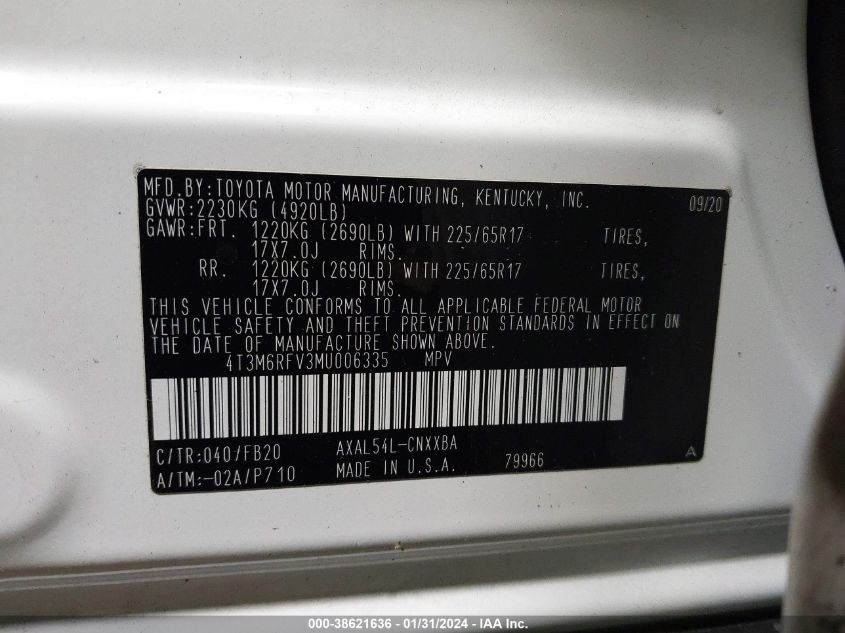 MFD.BY:TOYOTA MOTOR MANUFACTURING, KENTUCKY, INC. 09/20
GVWR:2230KG (4920LB)
GAWR:FRT. 1220KG (2690LB) WITH 225/65R17 TIRES,
17X7.0J RIMS.
RR. 1220KG (2690LB) WITH 225/65R17 TIRES,
17X7.0J RIMS.
THIS VEHICLE CONFORMS TO ALL APPLICABLE FEDERAL MOTOR
VEHICLE SAFETY AND THEFT PREVENTION STANDARDS IN EFFECT ON
THE DATE OF MANUFACTURE SHOWN ABOVE.
4T3M6RFV3MU006335 MPV
C/TR:040/FB20 AXAL54L-CNXXBA
A/TM:-02A/P710 MADE IN U.S.A. 79966 A
000-38621636 - 01/31/2024 - IAA Inc.